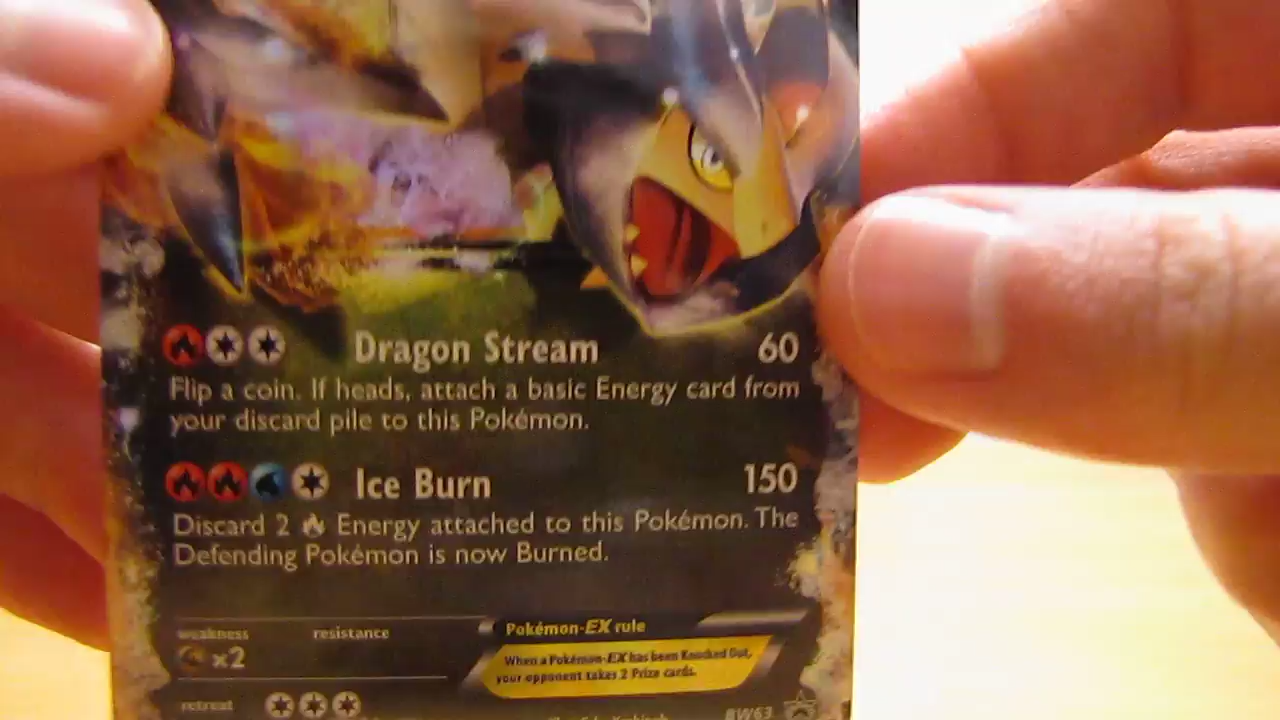 Dragon Stream 60
Flip a coin. If heads, attach a basic Energy card from
your discard pile to this Pokémon.
Ice Burn 150
Discard 2 Energy attached to this Pokémon. The
Defending Pokémon is now Burned.
weakness resistance
x2
Pokémon-EX rule
When a Pokémon-EX has been Knocked Out,
your opponent takes 2 Prize cards.
retreat
BW63